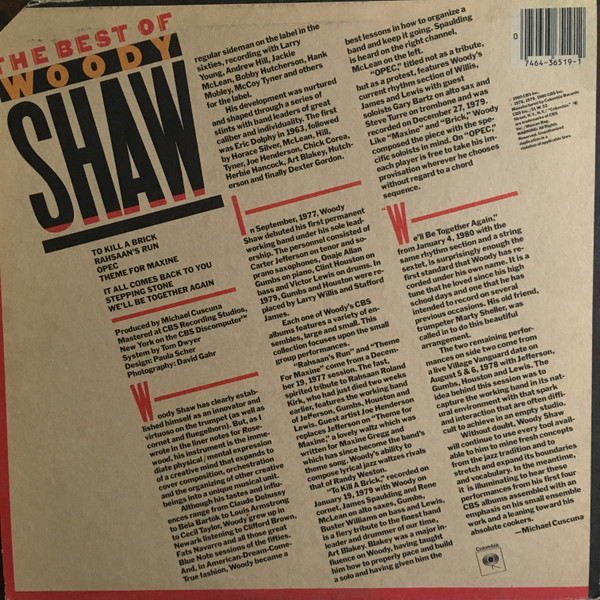 THE BEST OF
WOODY
SHAW
TO KILL A BRICK
RAHSAAN'S RUN
OPEC
THEME FOR MAXINE
IT ALL COMES BACK TO YOU
STEPPING STONE
WE'LL BE TOGETHER AGAIN
Produced by Michael Cuscuna
Mastered at CBS Recording Studios,
New York on the CBS Discomputer™
System by Tom Dwyer
Design: Paula Scher
Photography: David Gahr
Woody Shaw has clearly estab-
lished himself as an innovator and
virtuoso on the trumpet (as well as
cornet and fluegelhorn). But, as I
wrote in the liner notes for Rose-
wood, his instrument is the imme-
diate physical / mental expression
of a creative mind that expends to
cover composition, orchestration
and the organizing of other creative
beings into a unique musical unit.
Although his tastes and influ-
ences range from Claude Debussy
to Bela Bartok to Louis Armstrong
to Cecil Taylor, Woody grew up in
Newark listening to Clifford Brown,
Fats Navarro and all those great
Blue Note sessions of the fifties.
And, in American-Dream-Come-
True fashion, Woody became a
regular sideman on the label in the
sixties, recording with Larry
Young, Andrew Hill, Jackie
McLean, Bobby Hutcherson, Hank
Mobley, McCoy Tyner and others
for the label.
His development was nurtured
and shaped through a series of
stints with band leaders of great
caliber and individuality. The first
was Eric Dolphy in 1963, followed
by Horace Silver, McLean, Hill,
Tyner, Joe Henderson, Chick Corea,
Herbie Hancock, Art Blakey, Hutch-
erson and finally Dexter Gordon.
In September, 1977, Woody
Shaw debuted his first permanent
working band under his sole lead-
ership. The personnel consisted of
Carter Jefferson on tenor and so-
prano saxophones, Onaje Allan
Gumbs on piano, Clint Houston on
bass and Victor Lewis on drums. In
1979, Gumbs and Houston were re-
placed by Larry Willis and Stafford
James.
Each one of Woody's CBS
albums features a variety of en-
sembles, large and small. This
collection focuses upon the small
group performances.
"Rahsaan's Run" and "Theme
For Maxine" come from a Decem-
ber 19, 1977 session. The fast-
spirited tribute to Rahsaan Roland
Kirk, who had just died two weeks
earlier, features the working band
of Jefferson, Gumbs, Houston and
Lewis. Guest artist Joe Henderson
replaces Jefferson on "Theme for
Maxine," a lovely waltz which was
written for Maxine Gregg and
which has since become the band's
theme song. Woody's ability to
compose lyrical jazz waltzes rivals
that of Randy Weston.
"To Kill A Brick," recorded on
January 19, 1979 with Woody on
cornet, James Spaulding and Rene
McLean on alto saxes, Gumbs,
Buster Williams on bass and Lewis,
is a fiery tribute to the finest band
leader and drummer of our time,
Art Blakey. Blakey was a major in-
fluence on Woody, having taught
him how to properly pace and build
a solo and having given him the
best lessons in how to organize a
band and keep it going. Spaulding
is heard on the right channel,
McLean on the left.
"OPEC," titled not as a tribute,
but as a protest, features Woody's
current rhythm section of Willis,
James and Lewis with guest
soloists Gary Bartz on alto sax and
Steve Turre on trombone and was
recorded on December 27, 1979.
Like "Maxine" and "Brick," Woody
composed the piece with the spe-
cific soloists in mind. On "OPEC,"
each player is free to take his im-
provisation wherever he chooses
without regard to a chord
sequence.
"We'll Be Together Again,"
from January 4, 1980 with the
same rhythm section and a string
sextet, is surprisingly enough the
first standard that Woody has re-
corded under his own name. It is a
tune that he loved since his high
school days and one that he has
intended to record on several
previous occasions. His old friend,
trumpeter Marty Sheller, was
called in to do this beautiful
arrangement.
The two remaining perfor-
mances on side two come from
a live Village Vanguard date on
August 5 & 6, 1978 with Jefferson,
Gumbs, Houston and Lewis. The
idea behind this session was to
capture the working band in its nat-
ural environment with that spark
and interaction that are often diffi-
cult to achieve in an empty studio.
Without doubt, Woody Shaw
will continue to use every tool avail-
able to him to mine fresh concepts
from the jazz tradition and to
stretch and expand its boundaries
and vocabulary. In the meantime,
it is illuminating to hear these
performances from his first four
CBS albums assembled with an
emphasis on his small ensemble
work and a leaning toward his
absolute cookers.
—Michael Cuscuna
0
7464-36519-1
Columbia